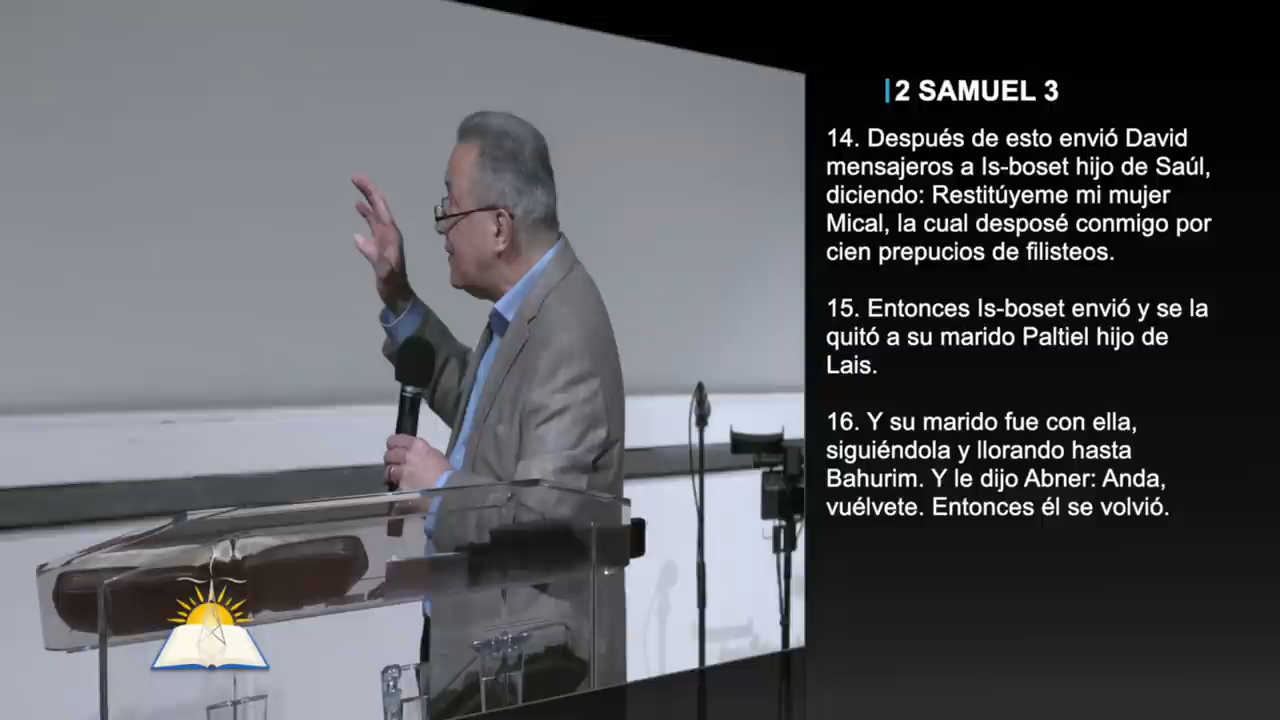 2 SAMUEL 3
14. Después de esto envió David
mensajeros a Is-boset hijo de Saúl,
diciendo: Restitúyeme mi mujer
Mical, la cual desposé conmigo por
cien prepucios de filisteos.
15. Entonces Is-boset envió y se la
quitó a su marido Paltiel hijo de
Lais.
16. Y su marido fue con ella,
siguiéndola y llorando hasta
Bahurim. Y le dijo Abner: Anda,
vuélvete. Entonces él se volvió.